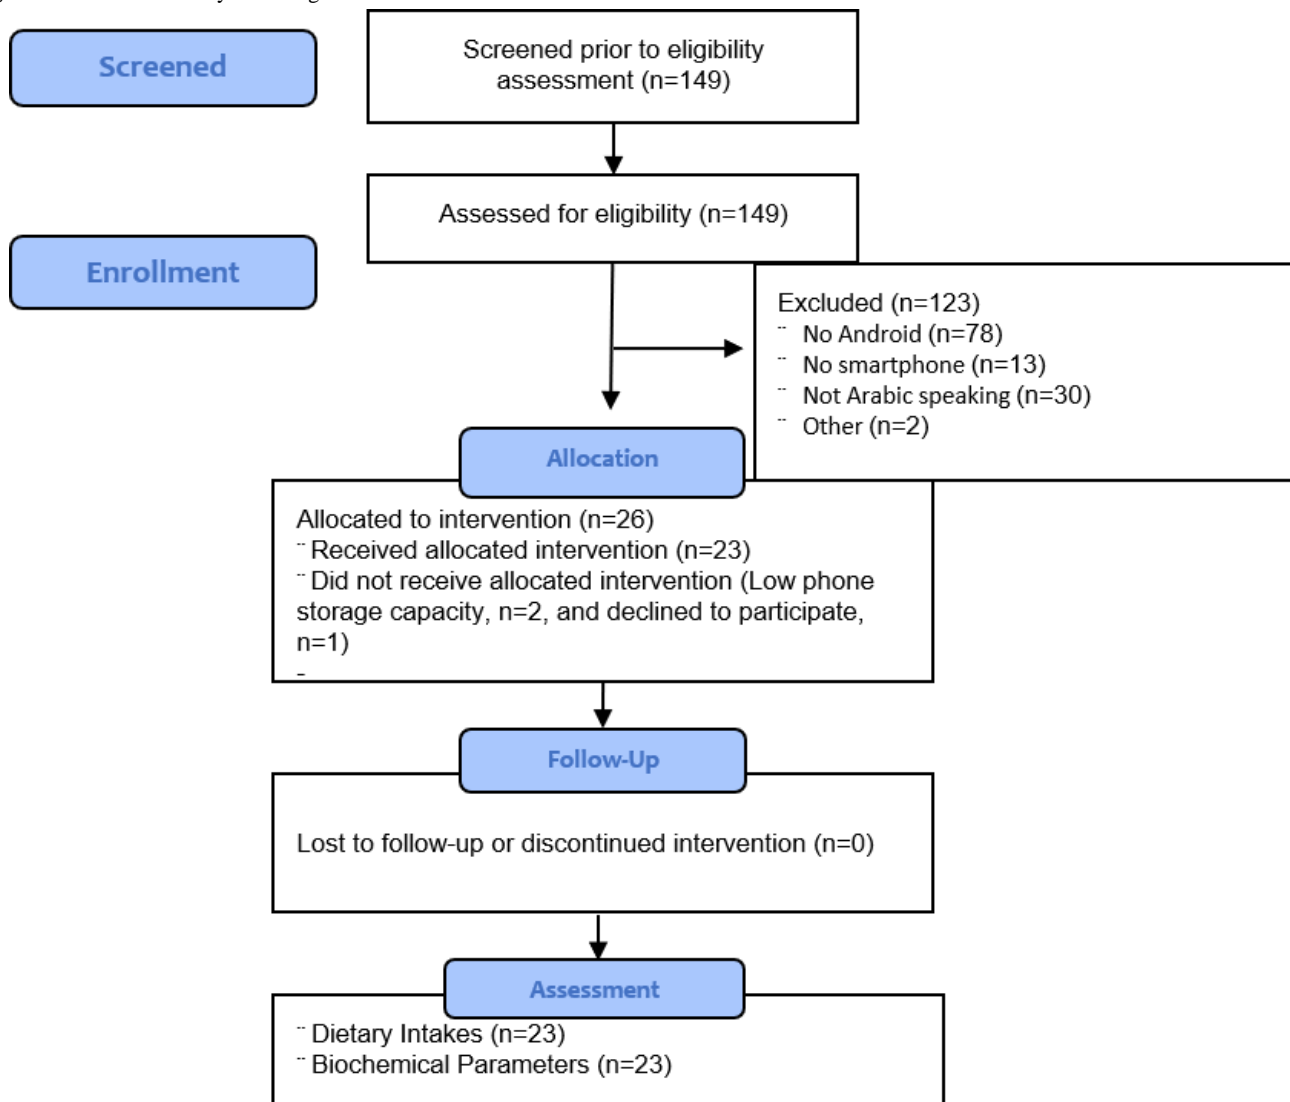 Screened
Screened prior to eligibility
assessment (n=149)
Assessed for eligibility (n=149)
Enrollment
Excluded (n=123)
¨ No Android (n=78)
¨ No smartphone (n=13)
¨ Not Arabic speaking (n=30)
¨ Other (n=2)
Allocation
Allocated to intervention (n=26)
¨ Received allocated intervention (n=23)
¨ Did not receive allocated intervention (Low phone
storage capacity, n=2, and declined to participate,
n=1)
Follow-Up
Lost to follow-up or discontinued intervention (n=0)
Assessment
¨ Dietary Intakes (n=23)
¨ Biochemical Parameters (n=23)